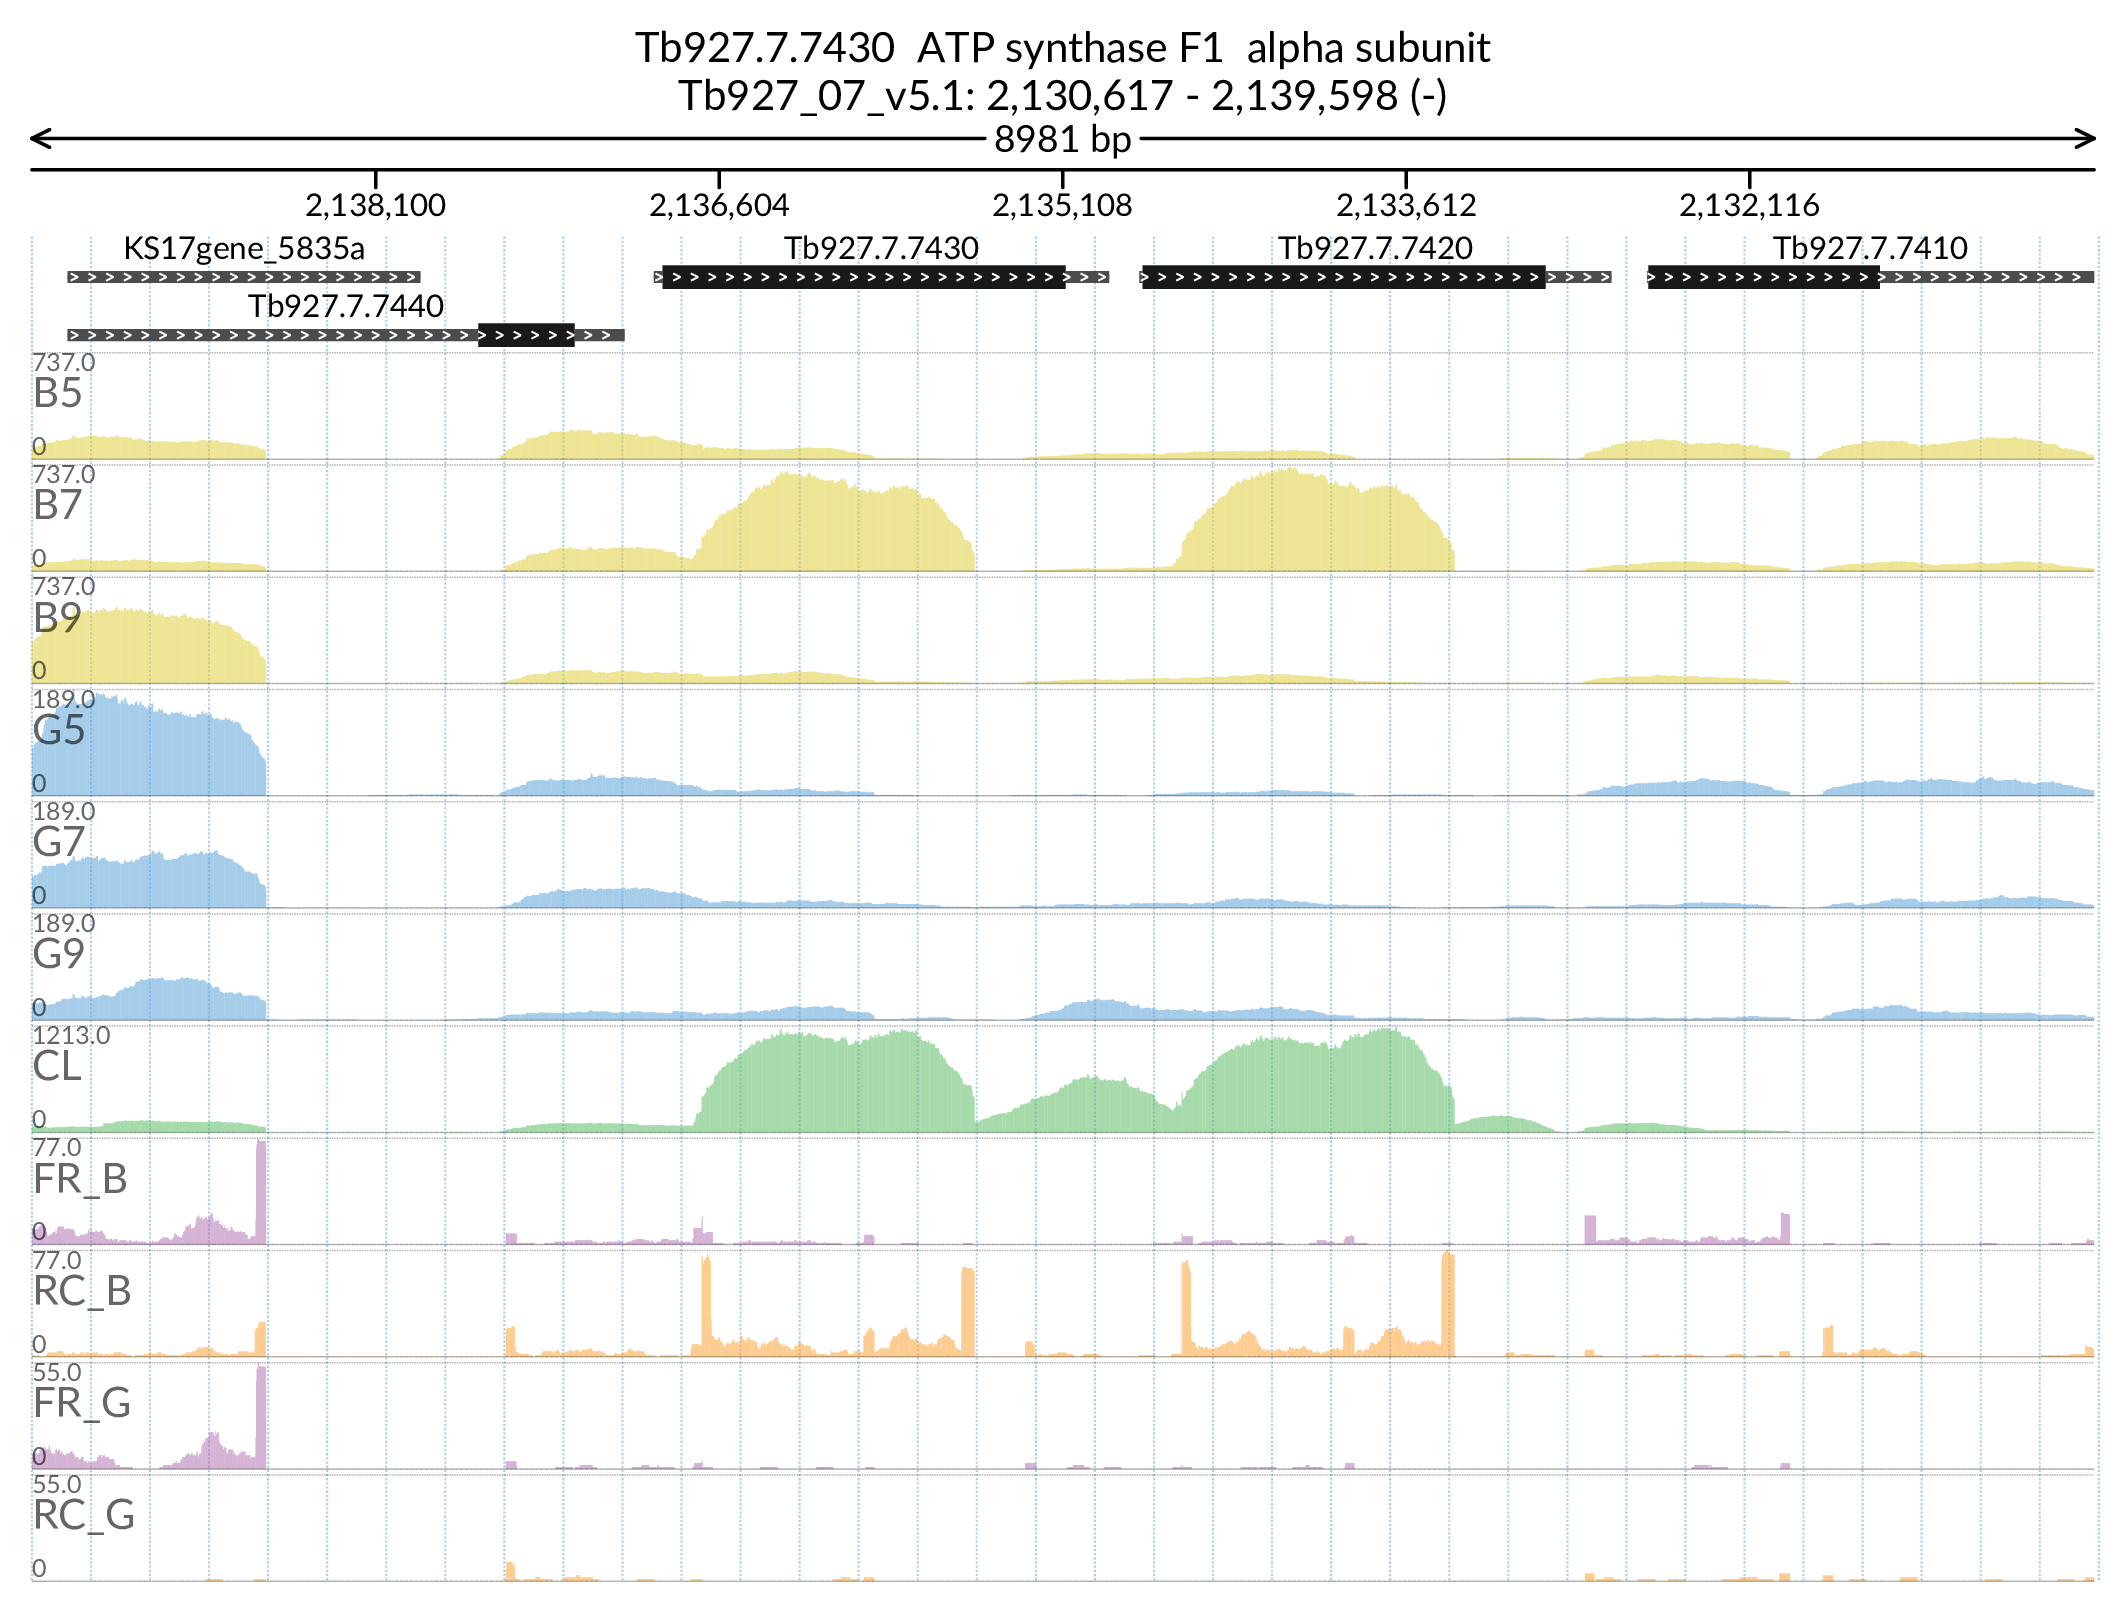 Tb927.7.7430  ATP synthase F1  alpha subunit
Tb927_07_v5.1: 2,130,617 - 2,139,598 (-)
8981 bp
2,138,100 2,136,604 2,135,108 2,133,612 2,132,116
KS17gene_5835a Tb927.7.7430 Tb927.7.7420 Tb927.7.7410
Tb927.7.7440
737.0
B5
0
737.0
B7
0
737.0
B9
0
189.0
G5
0
189.0
G7
0
189.0
G9
0
1213.0
CL
0
77.0
FR_B
0
77.0
RC_B
0
55.0
FR_G
0
55.0
RC_G
0